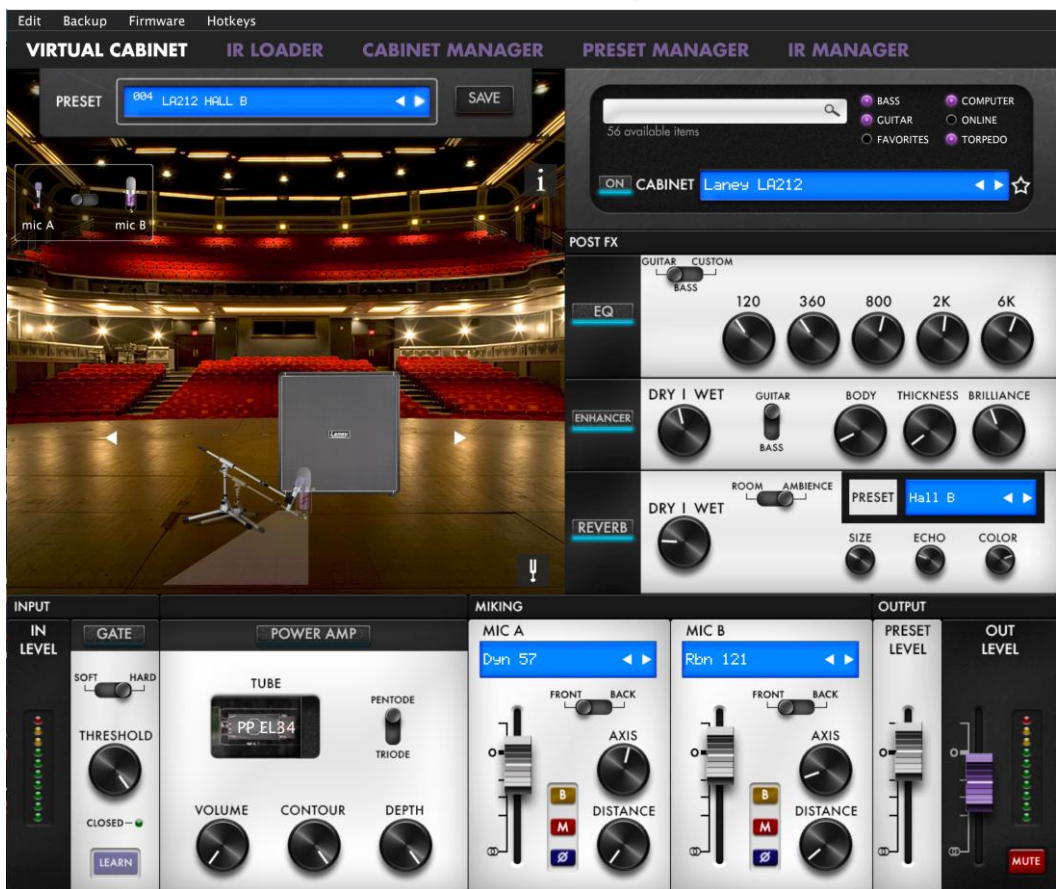 Edit Backup Firmware Hotkeys
VIRTUAL CABINET IR LOADER CABINET MANAGER PRESET MANAGER IR MANAGER
PRESET 004 LA212 HALL B SAVE
BASS COMPUTER
GUITAR ONLINE
FAVORITES TORPEDO
56 available items
ON CABINET Laney LA212
i
mic A mic B
Laney
POST FX
EQ
GUITAR CUSTOM
BASS
120 360 800 2K 6K
ENHANCER
DRY | WET
GUITAR
BASS
BODY THICKNESS BRILLIANCE
REVERB
DRY | WET
ROOM AMBIENCE
PRESET Hall B
SIZE ECHO COLOR
INPUT
IN
LEVEL
GATE
SOFT HARD
THRESHOLD
CLOSED
LEARN
POWER AMP
TUBE
PP EL34
PENTODE
TRIODE
VOLUME CONTOUR DEPTH
MIKING
MIC A
Dyn 57
FRONT BACK
AXIS
0
B
M
Ø
DISTANCE
∞
MIC B
Rbn 121
FRONT BACK
AXIS
0
B
M
Ø
DISTANCE
∞
OUTPUT
PRESET
LEVEL
0
∞
OUT
LEVEL
0
∞
MUTE